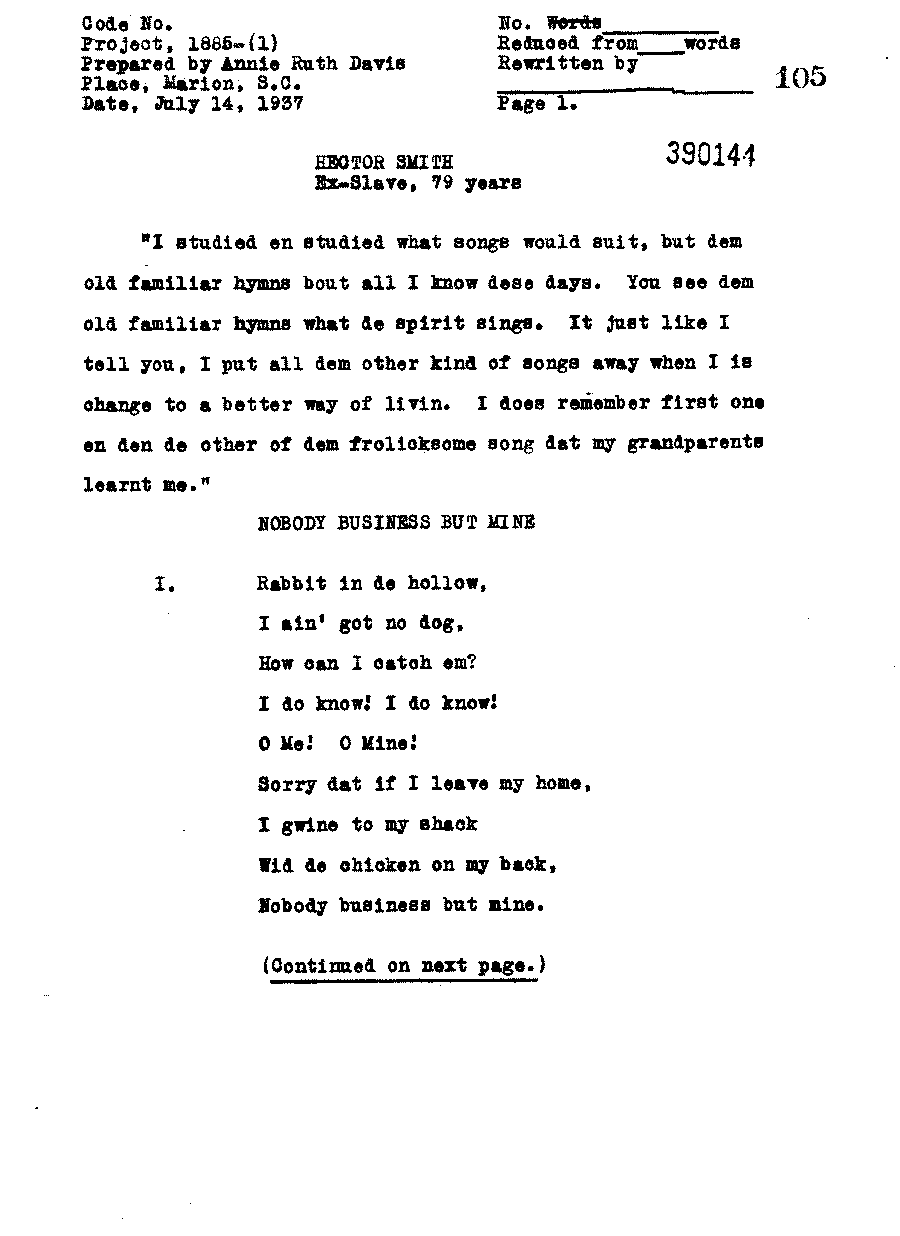 Code No.
Project, 1885-(1)
Prepared by Annie Ruth Davis
Place, Marion, S.C.
Date, July 14, 1937
No. Words
Reduced from____words
Rewritten by
Page 1.
105
390144
HECTOR SMITH
Ex-Slave, 79 years
"I studied en studied what songs would suit, but dem
old familiar hymns bout all I know dese days. You see dem
old familiar hymns what de spirit sings. It just like I
tell you, I put all dem other kind of songs away when I is
change to a better way of livin. I does remember first one
en den de other of dem frolicksome song dat my grandparents
learnt me."
NOBODY BUSINESS BUT MINE
I. Rabbit in de hollow,
I ain' got no dog,
How can I catch em?
I do know! I do know!
O Me! O Mine!
Sorry dat if I leave my home,
I gwine to my shack
Wid de chicken on my back,
Nobody business but mine.
(Continued on next page.)